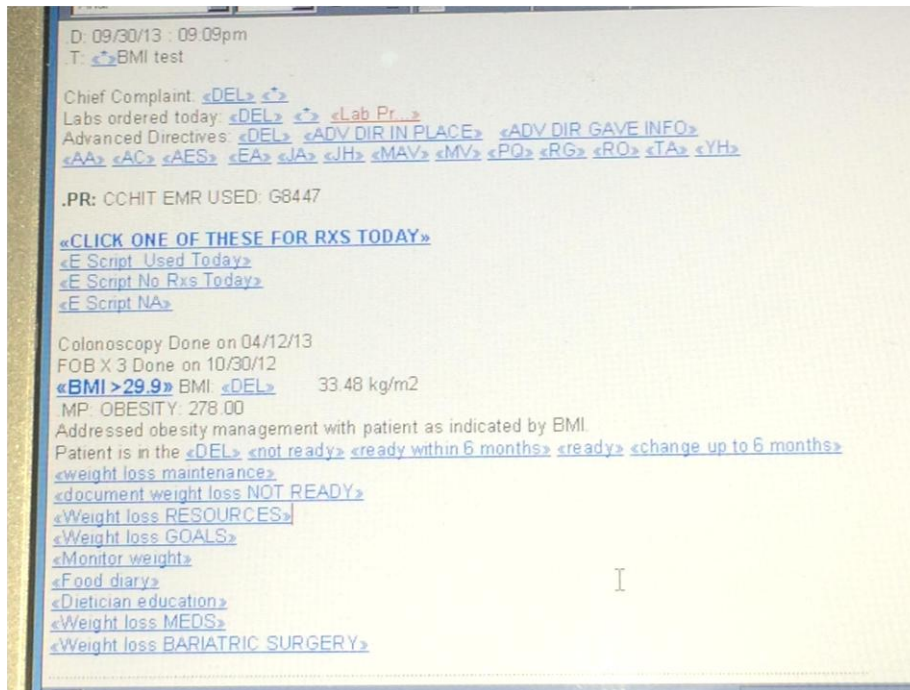 D: 09/30/13 : 09:09pm
.T: «*»BMI test
Chief Complaint: «DEL» «*»
Labs ordered today: «DEL» «*» «Lab Pr...»
Advanced Directives: «DEL» «ADV DIR IN PLACE» «ADV DIR GAVE INFO»
«AA» «AC» «AES» «EA» «JA» «JH» «MAV» «MV» «PQ» «RG» «RO» «TA» «YH»
.PR: CCHIT EMR USED: G8447
«CLICK ONE OF THESE FOR RXS TODAY»
«E Script Used Today»
«E Script No Rxs Today»
«E Script NA»
Colonoscopy Done on 04/12/13
FOB X 3 Done on 10/30/12
«BMI >29.9» BMI: «DEL» 33.48 kg/m2
.MP: OBESITY: 278.00
Addressed obesity management with patient as indicated by BMI.
Patient is in the «DEL» «not ready» «ready within 6 months» «ready» «change up to 6 months»
«weight loss maintenance»
«document weight loss NOT READY»
«Weight loss RESOURCES»
«Weight loss GOALS»
«Monitor weight»
«Food diary»
«Dietician education»
«Weight loss MEDS»
«Weight loss BARIATRIC SURGERY»